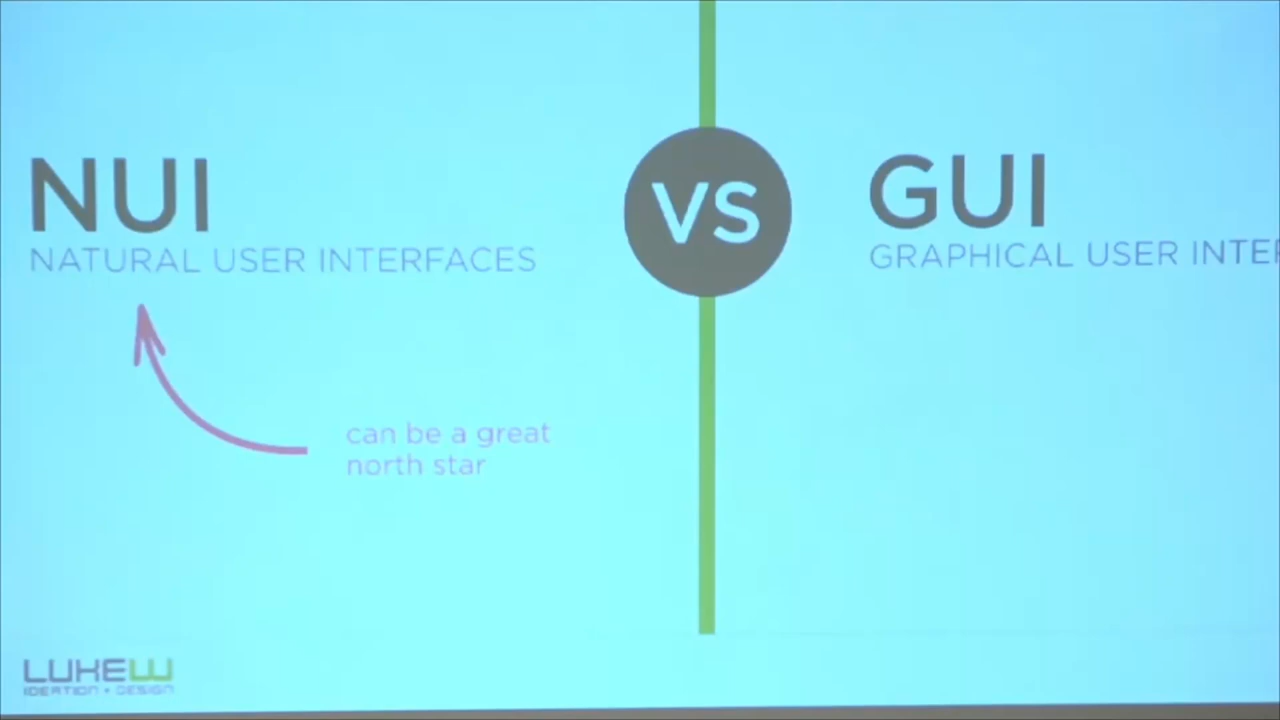 NUI
NATURAL USER INTERFACES
can be a great
north star
VS
GUI
GRAPHICAL USER INTER
LUKEW
IDEATION + DESIGN